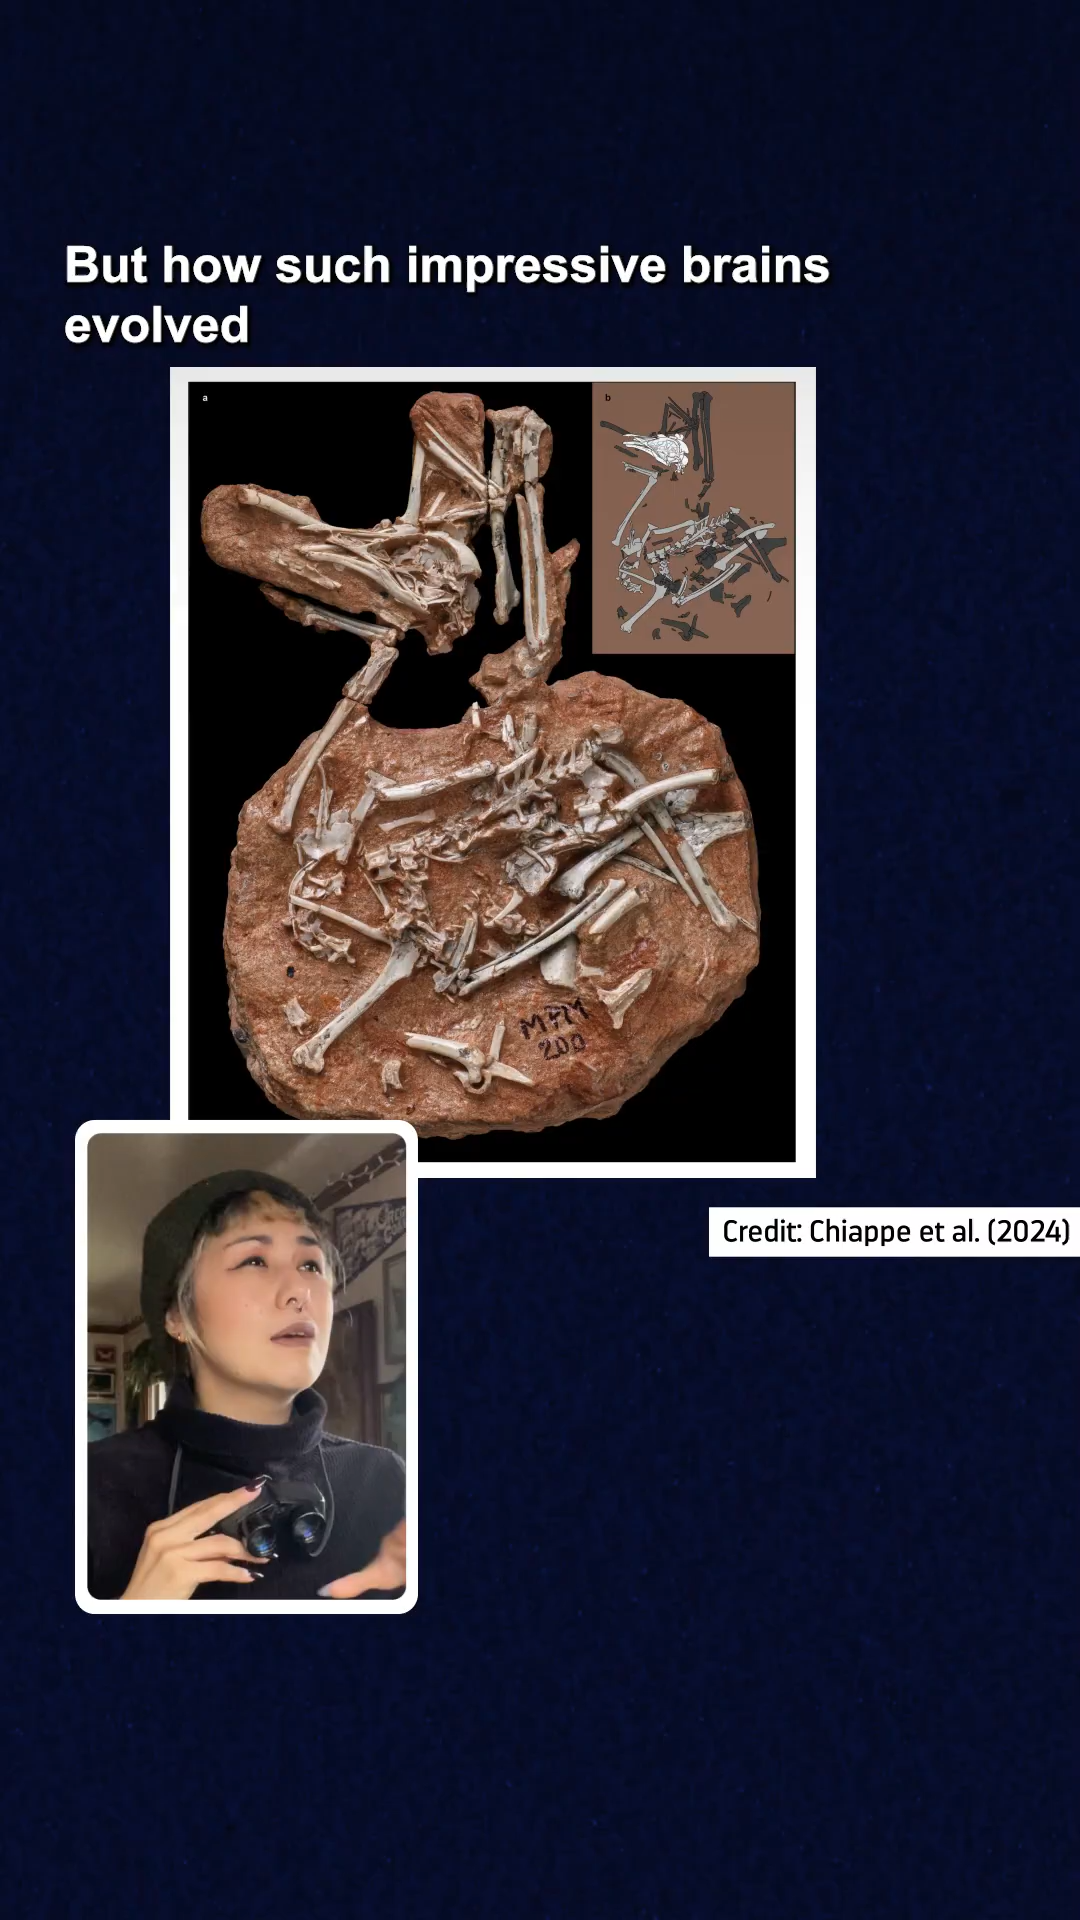 But how such impressive brains
evolved
a
b
MPM
200
Credit: Chiappe et al. (2024)